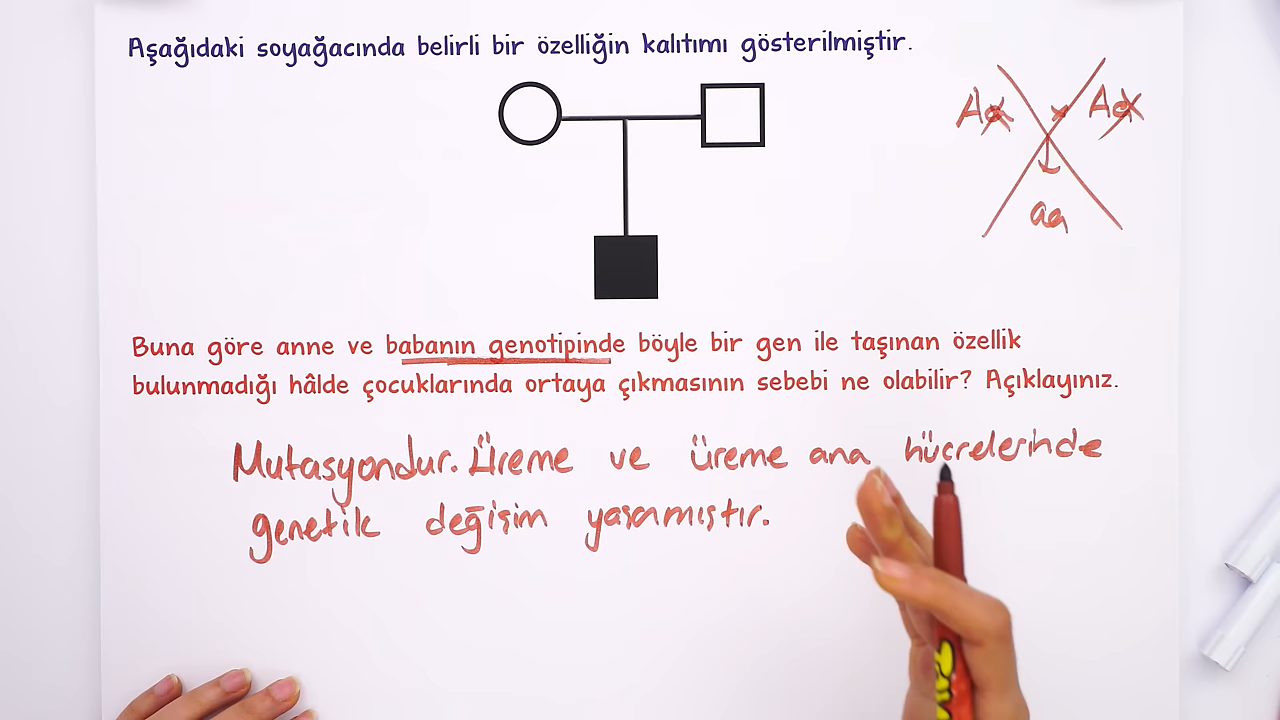 Aşağıdaki soyağacında belirli bir özelliğin kalıtımı gösterilmiştir.
Aa x Aa
aa
Buna göre anne ve babanın genotipinde böyle bir gen ile taşınan özellik
bulunmadığı hâlde çocuklarında ortaya çıkmasının sebebi ne olabilir? Açıklayınız.
Mutasyondur. Üreme ve üreme ana hücrelerinde
genetik değişim yaşamıştır.